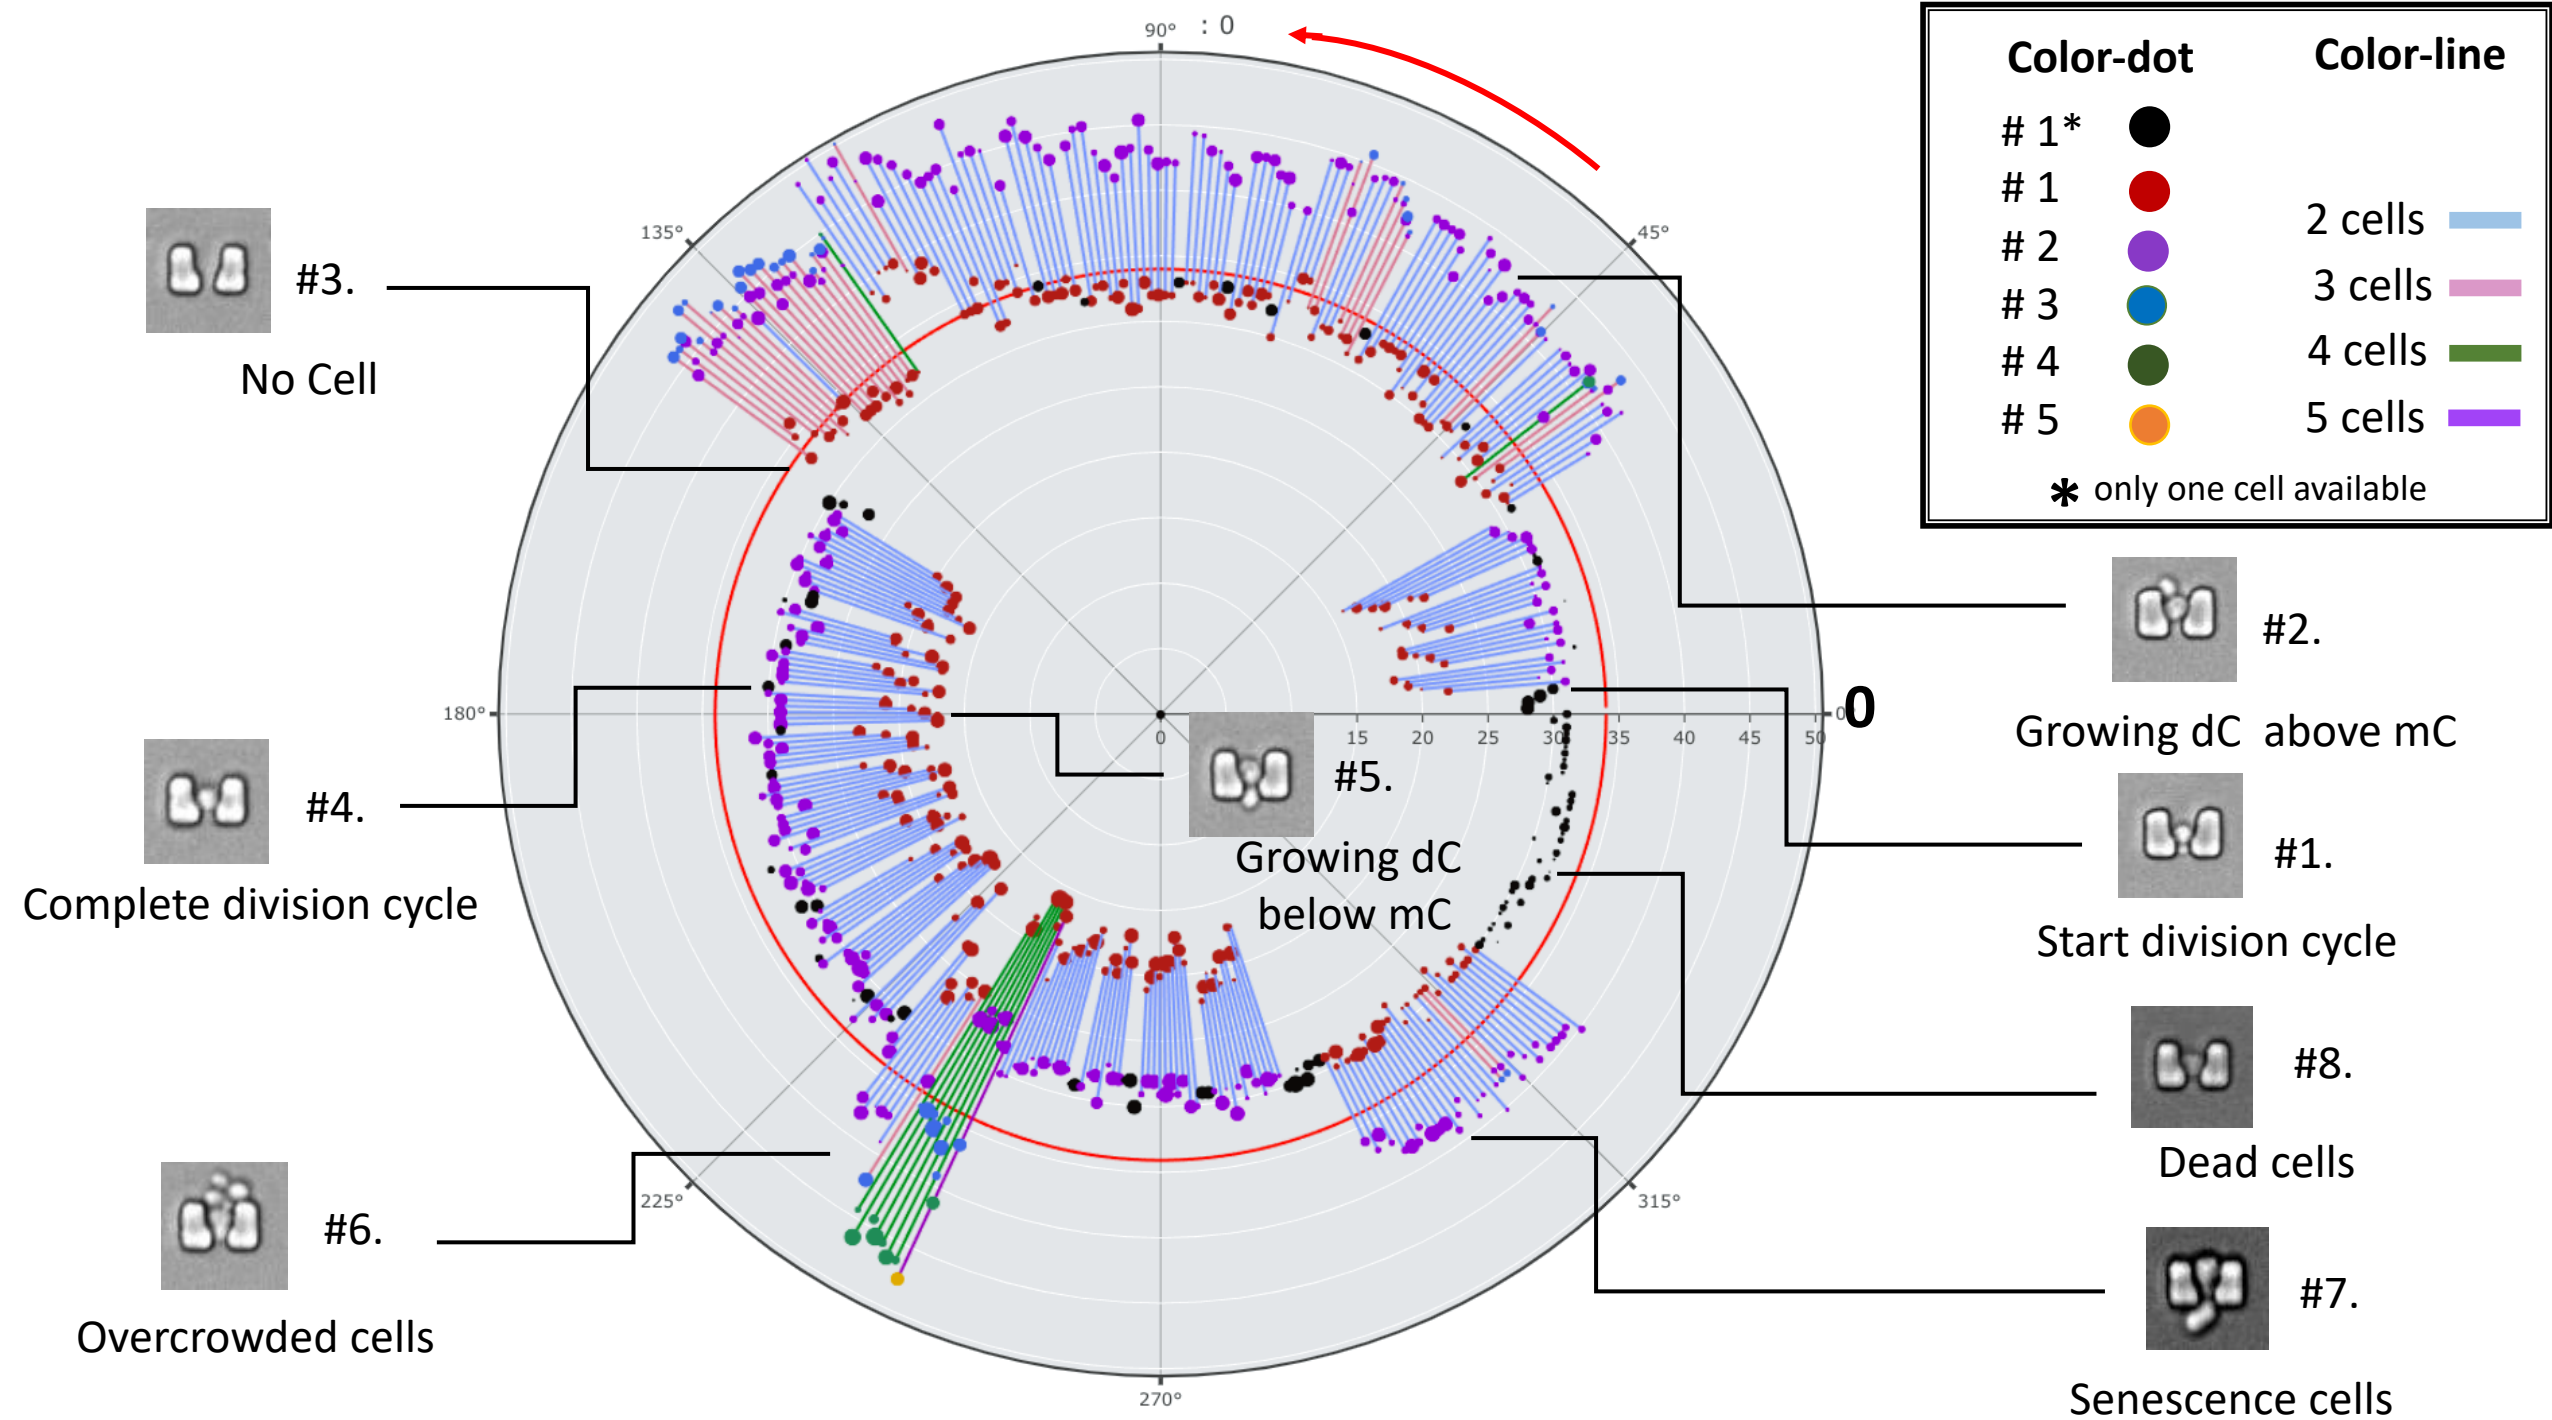 90°
: 0
45°
0
0
315°
270°
225°
180°
135°
0
15
20
25
30
35
40
45
50
Color-dot
Color-line
# 1*
# 1
# 2
# 3
# 4
# 5
2 cells
3 cells
4 cells
5 cells
* only one cell available
#3.
No Cell
#4.
Complete division cycle
#6.
Overcrowded cells
#5.
Growing dC
below mC
#2.
Growing dC above mC
#1.
Start division cycle
#8.
Dead cells
#7.
Senescence cells